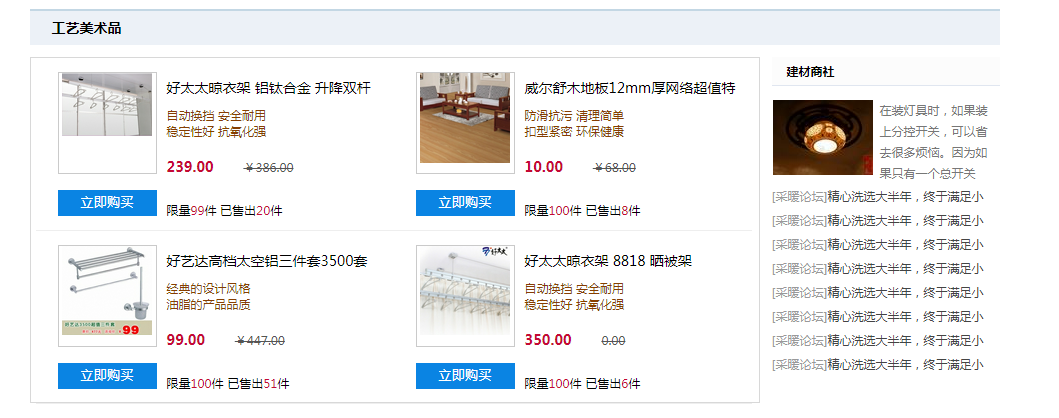 工艺美术品
好太太晾衣架 铝钛合金 升降双杆
自动换挡 安全耐用
稳定性好 抗氧化强
239.00 ￥386.00
立即购买
限量99件 已售出20件
威尔舒木地板12mm厚网络超值特
防滑抗污 清理简单
扣型紧密 环保健康
10.00 ￥68.00
立即购买
限量100件 已售出8件
好艺达高档太空铝三件套3500套
经典的设计风格
油脂的产品品质
99
99.00 ￥447.00
立即购买
限量100件 已售出51件
好太太
好太太晾衣架 8818 晒被架
自动换挡 安全耐用
稳定性好 抗氧化强
350.00 0.00
立即购买
限量100件 已售出6件
建材商社
在装灯具时，如果装
上分控开关，可以省
去很多烦恼。因为如
果只有一个总开关
[采暖论坛]精心洗选大半年，终于满足小
[采暖论坛]精心洗选大半年，终于满足小
[采暖论坛]精心洗选大半年，终于满足小
[采暖论坛]精心洗选大半年，终于满足小
[采暖论坛]精心洗选大半年，终于满足小
[采暖论坛]精心洗选大半年，终于满足小
[采暖论坛]精心洗选大半年，终于满足小
[采暖论坛]精心洗选大半年，终于满足小